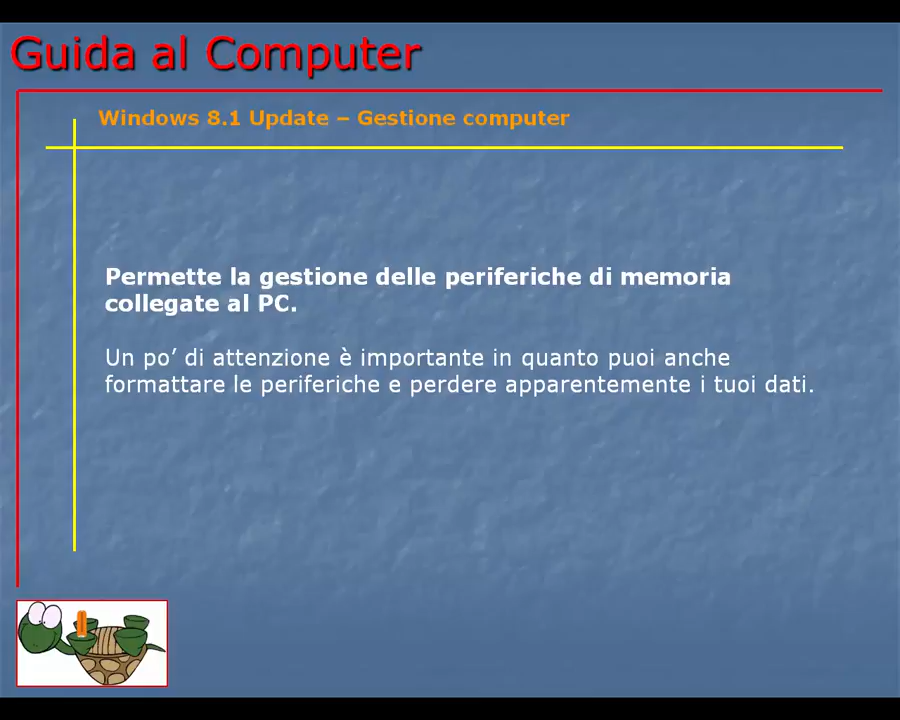 Guida al Computer
Windows 8.1 Update – Gestione computer
Permette la gestione delle periferiche di memoria
collegate al PC.
Un po’ di attenzione è importante in quanto puoi anche
formattare le periferiche e perdere apparentemente i tuoi dati.